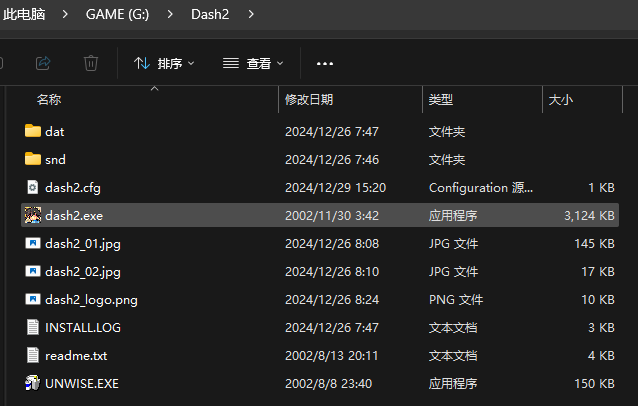 此电脑 > GAME (G:) > Dash2 >
排序 查看 ...
名称 修改日期 类型 大小
dat 2024/12/26 7:47 文件夹
snd 2024/12/26 7:46 文件夹
dash2.cfg 2024/12/29 15:20 Configuration 源... 1 KB
dash2.exe 2002/11/30 3:42 应用程序 3,124 KB
dash2_01.jpg 2024/12/26 8:08 JPG 文件 145 KB
dash2_02.jpg 2024/12/26 8:10 JPG 文件 17 KB
dash2_logo.png 2024/12/26 8:24 PNG 文件 10 KB
INSTALL.LOG 2024/12/26 7:47 文本文档 3 KB
readme.txt 2002/8/13 20:11 文本文档 4 KB
UNWISE.EXE 2002/8/8 23:40 应用程序 150 KB